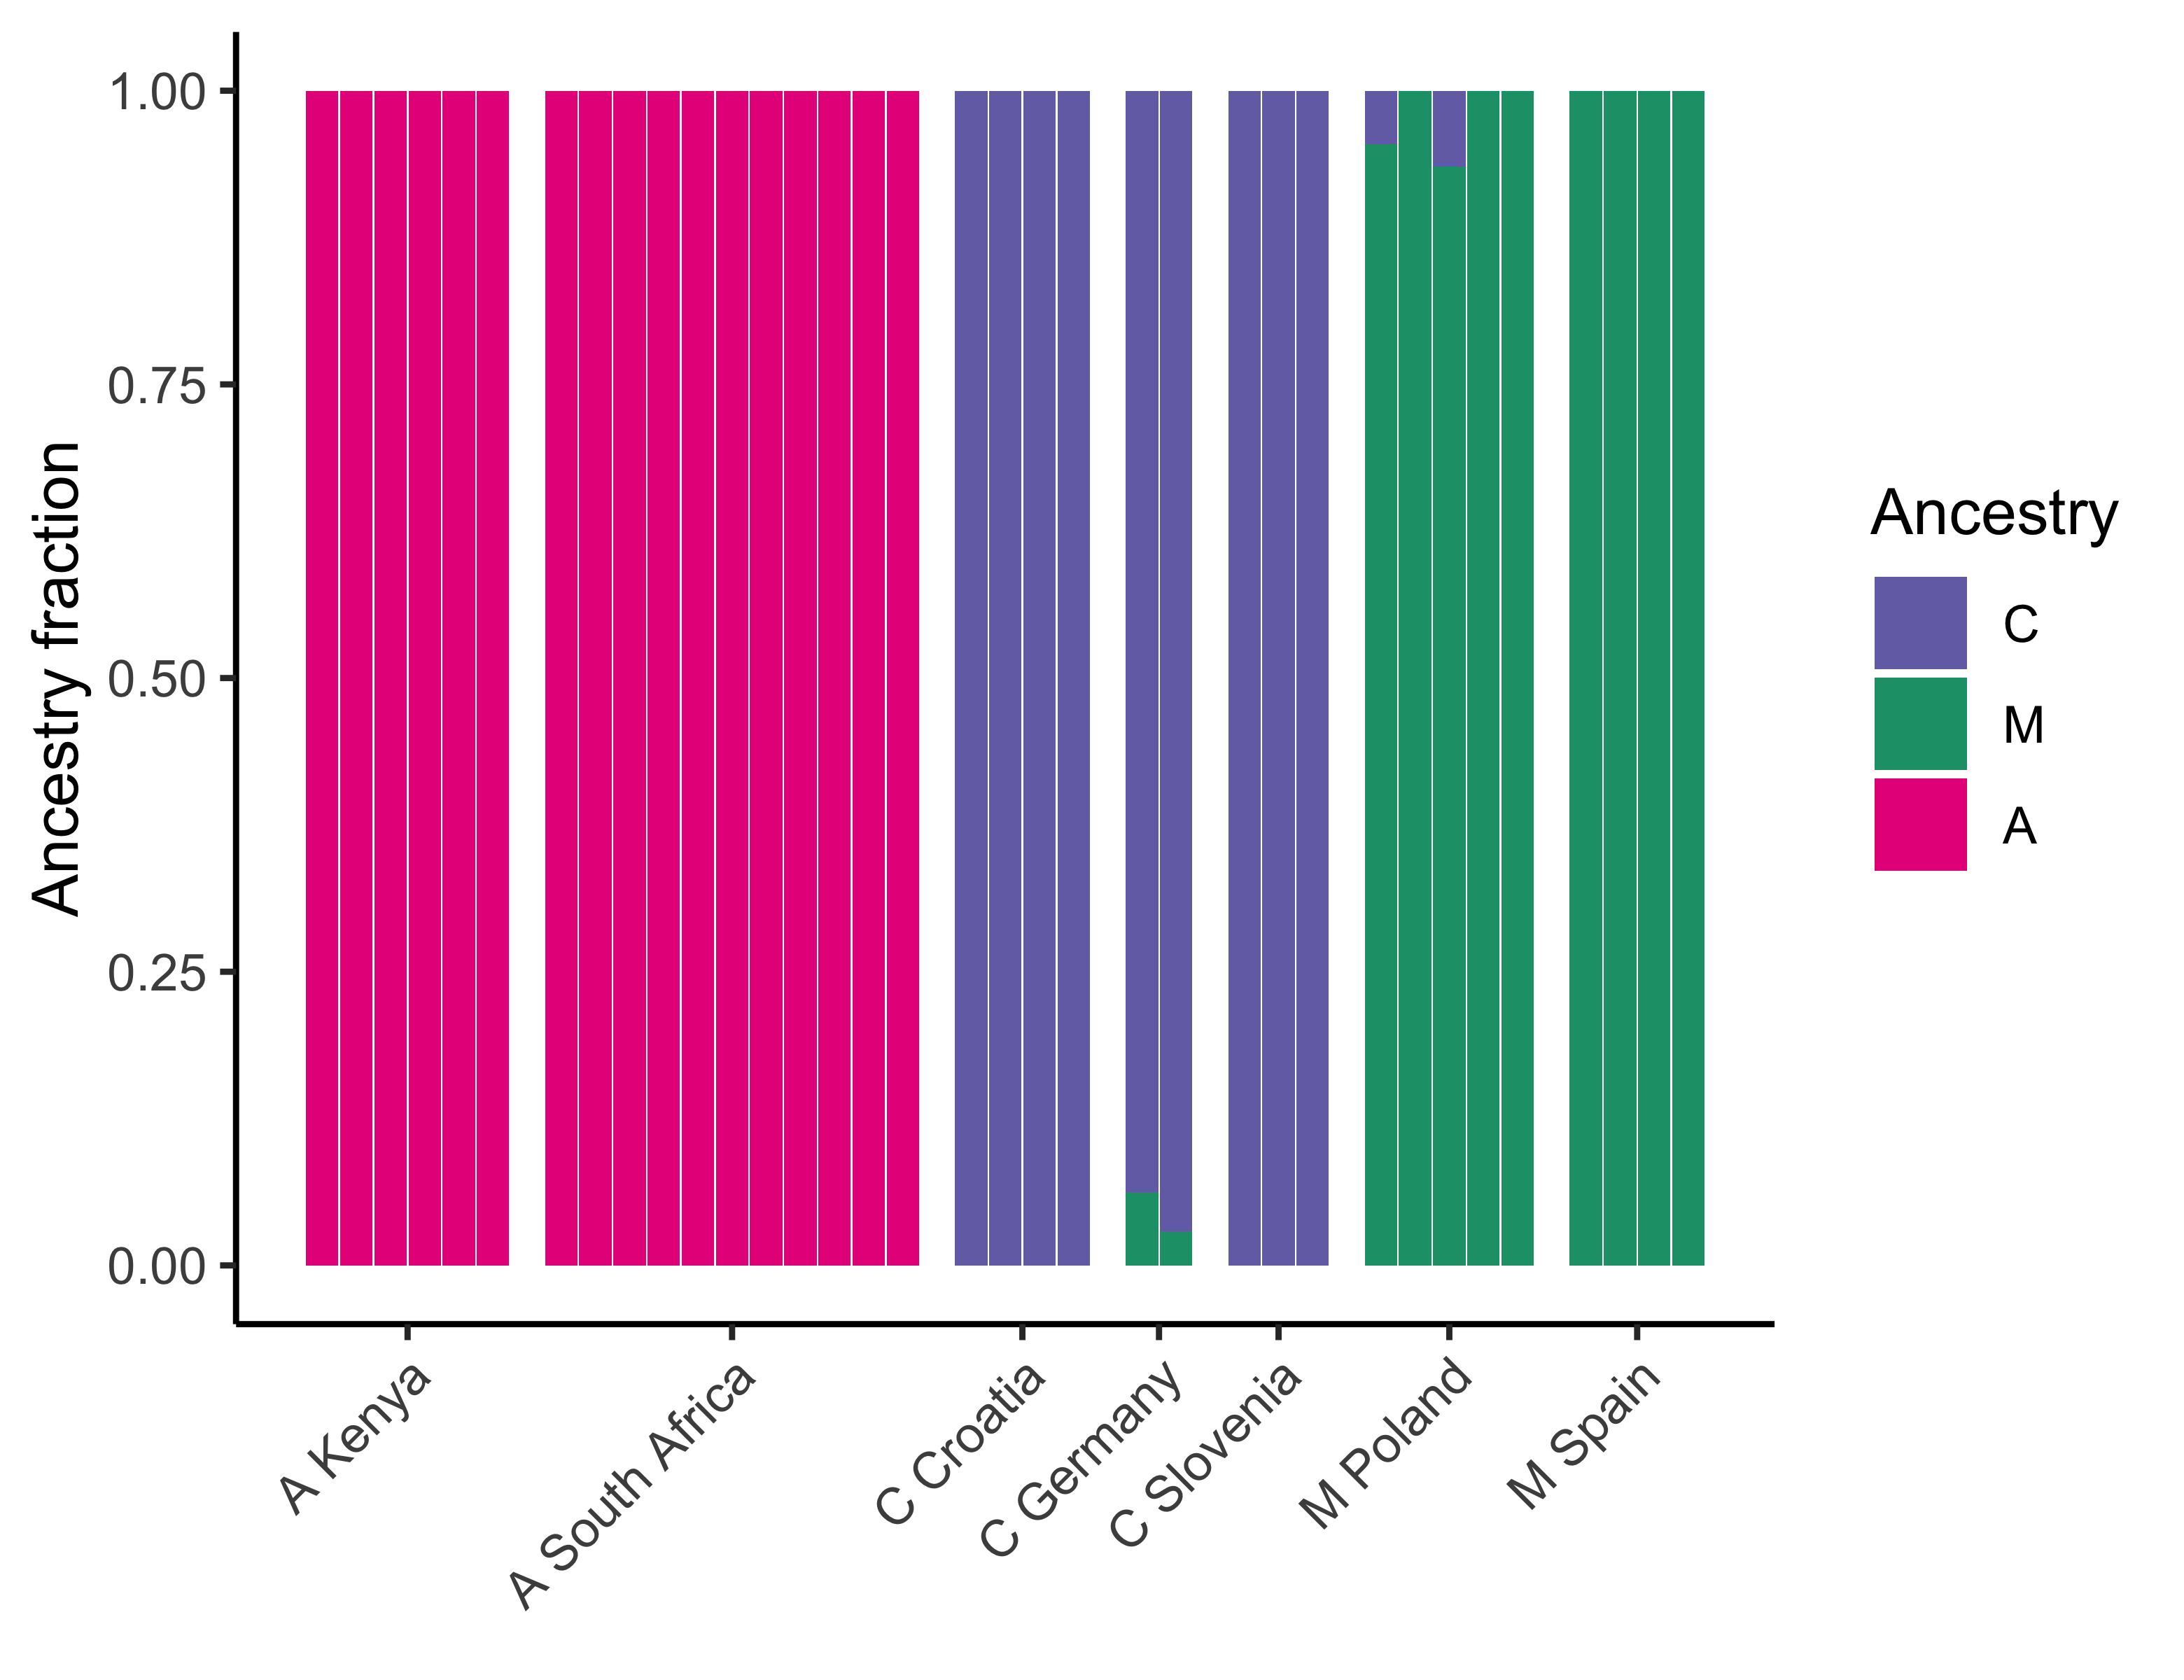 Ancestry fraction
1.00
0.75
0.50
0.25
0.00
A Kenya
A South Africa
C Croatia
C Germany
C Slovenia
M Poland
M Spain
Ancestry
C
M
A